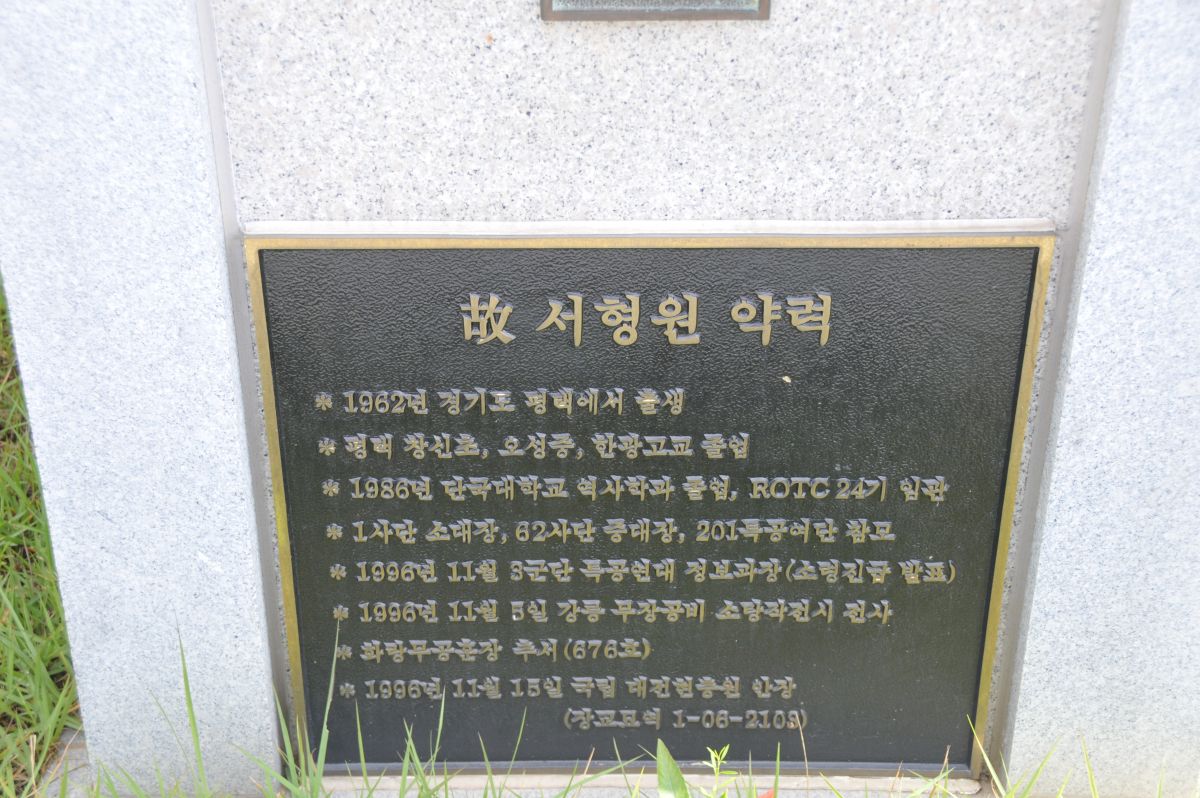 故 서형원 약력
* 1962년 경기도 평택에서 출생
* 평택 창신초, 오성중, 한광고교 졸업
* 1986년 단국대학교 역사학과 졸업, ROTC 24기 임관
* 1사단 소대장, 62사단 중대장, 201특공여단 참모
* 1996년 11월 3군단 특공연대 정보과장(소령진급 발표)
* 1996년 11월 5일 강릉 무장공비 소탕작전시 전사
* 화랑무공훈장 추서(676호)
* 1996년 11월 15일 국립 대전현충원 안장
(장교묘역 1-06-2103)